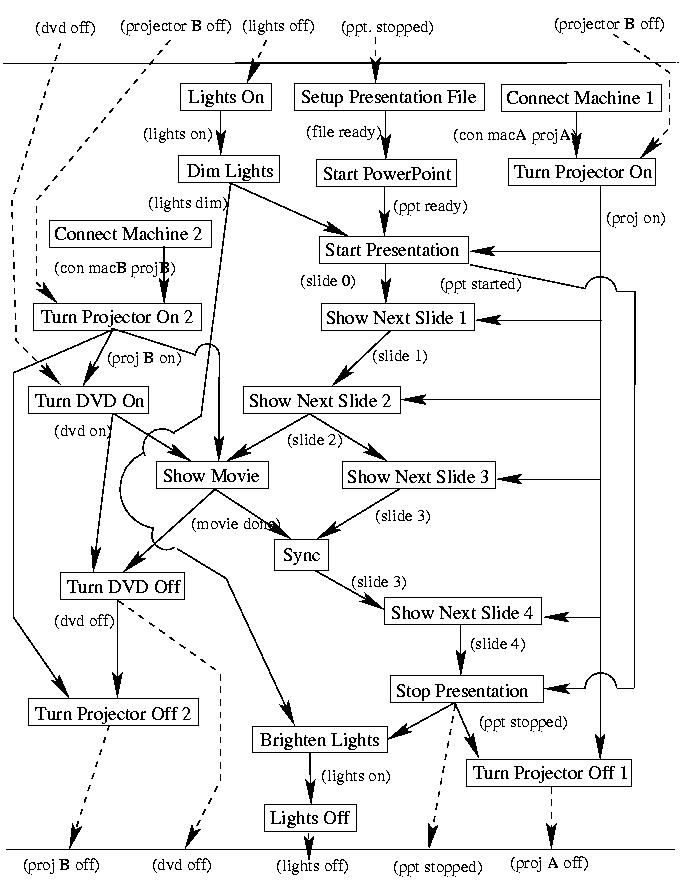 (dvd off)
(projector B off)
(lights off)
(ppt. stopped)
(projector B off)
Lights On
Setup Presentation File
Connect Machine 1
(lights on)
(file ready)
(con macA projA)
Dim Lights
Start PowerPoint
Turn Projector On
(lights dim)
(ppt ready)
(proj on)
Connect Machine 2
Start Presentation
(con macB projB)
(slide 0)
(ppt started)
Turn Projector On 2
Show Next Slide 1
(proj B on)
(slide 1)
Turn DVD On
Show Next Slide 2
(dvd on)
(slide 2)
Show Movie
Show Next Slide 3
(movie done)
(slide 3)
Sync
Turn DVD Off
(slide 3)
(dvd off)
Show Next Slide 4
(slide 4)
Stop Presentation
Turn Projector Off 2
(ppt stopped)
Brighten Lights
(lights on)
Turn Projector Off 1
Lights Off
(proj B off)
(dvd off)
(lights off)
(ppt stopped)
(proj A off)